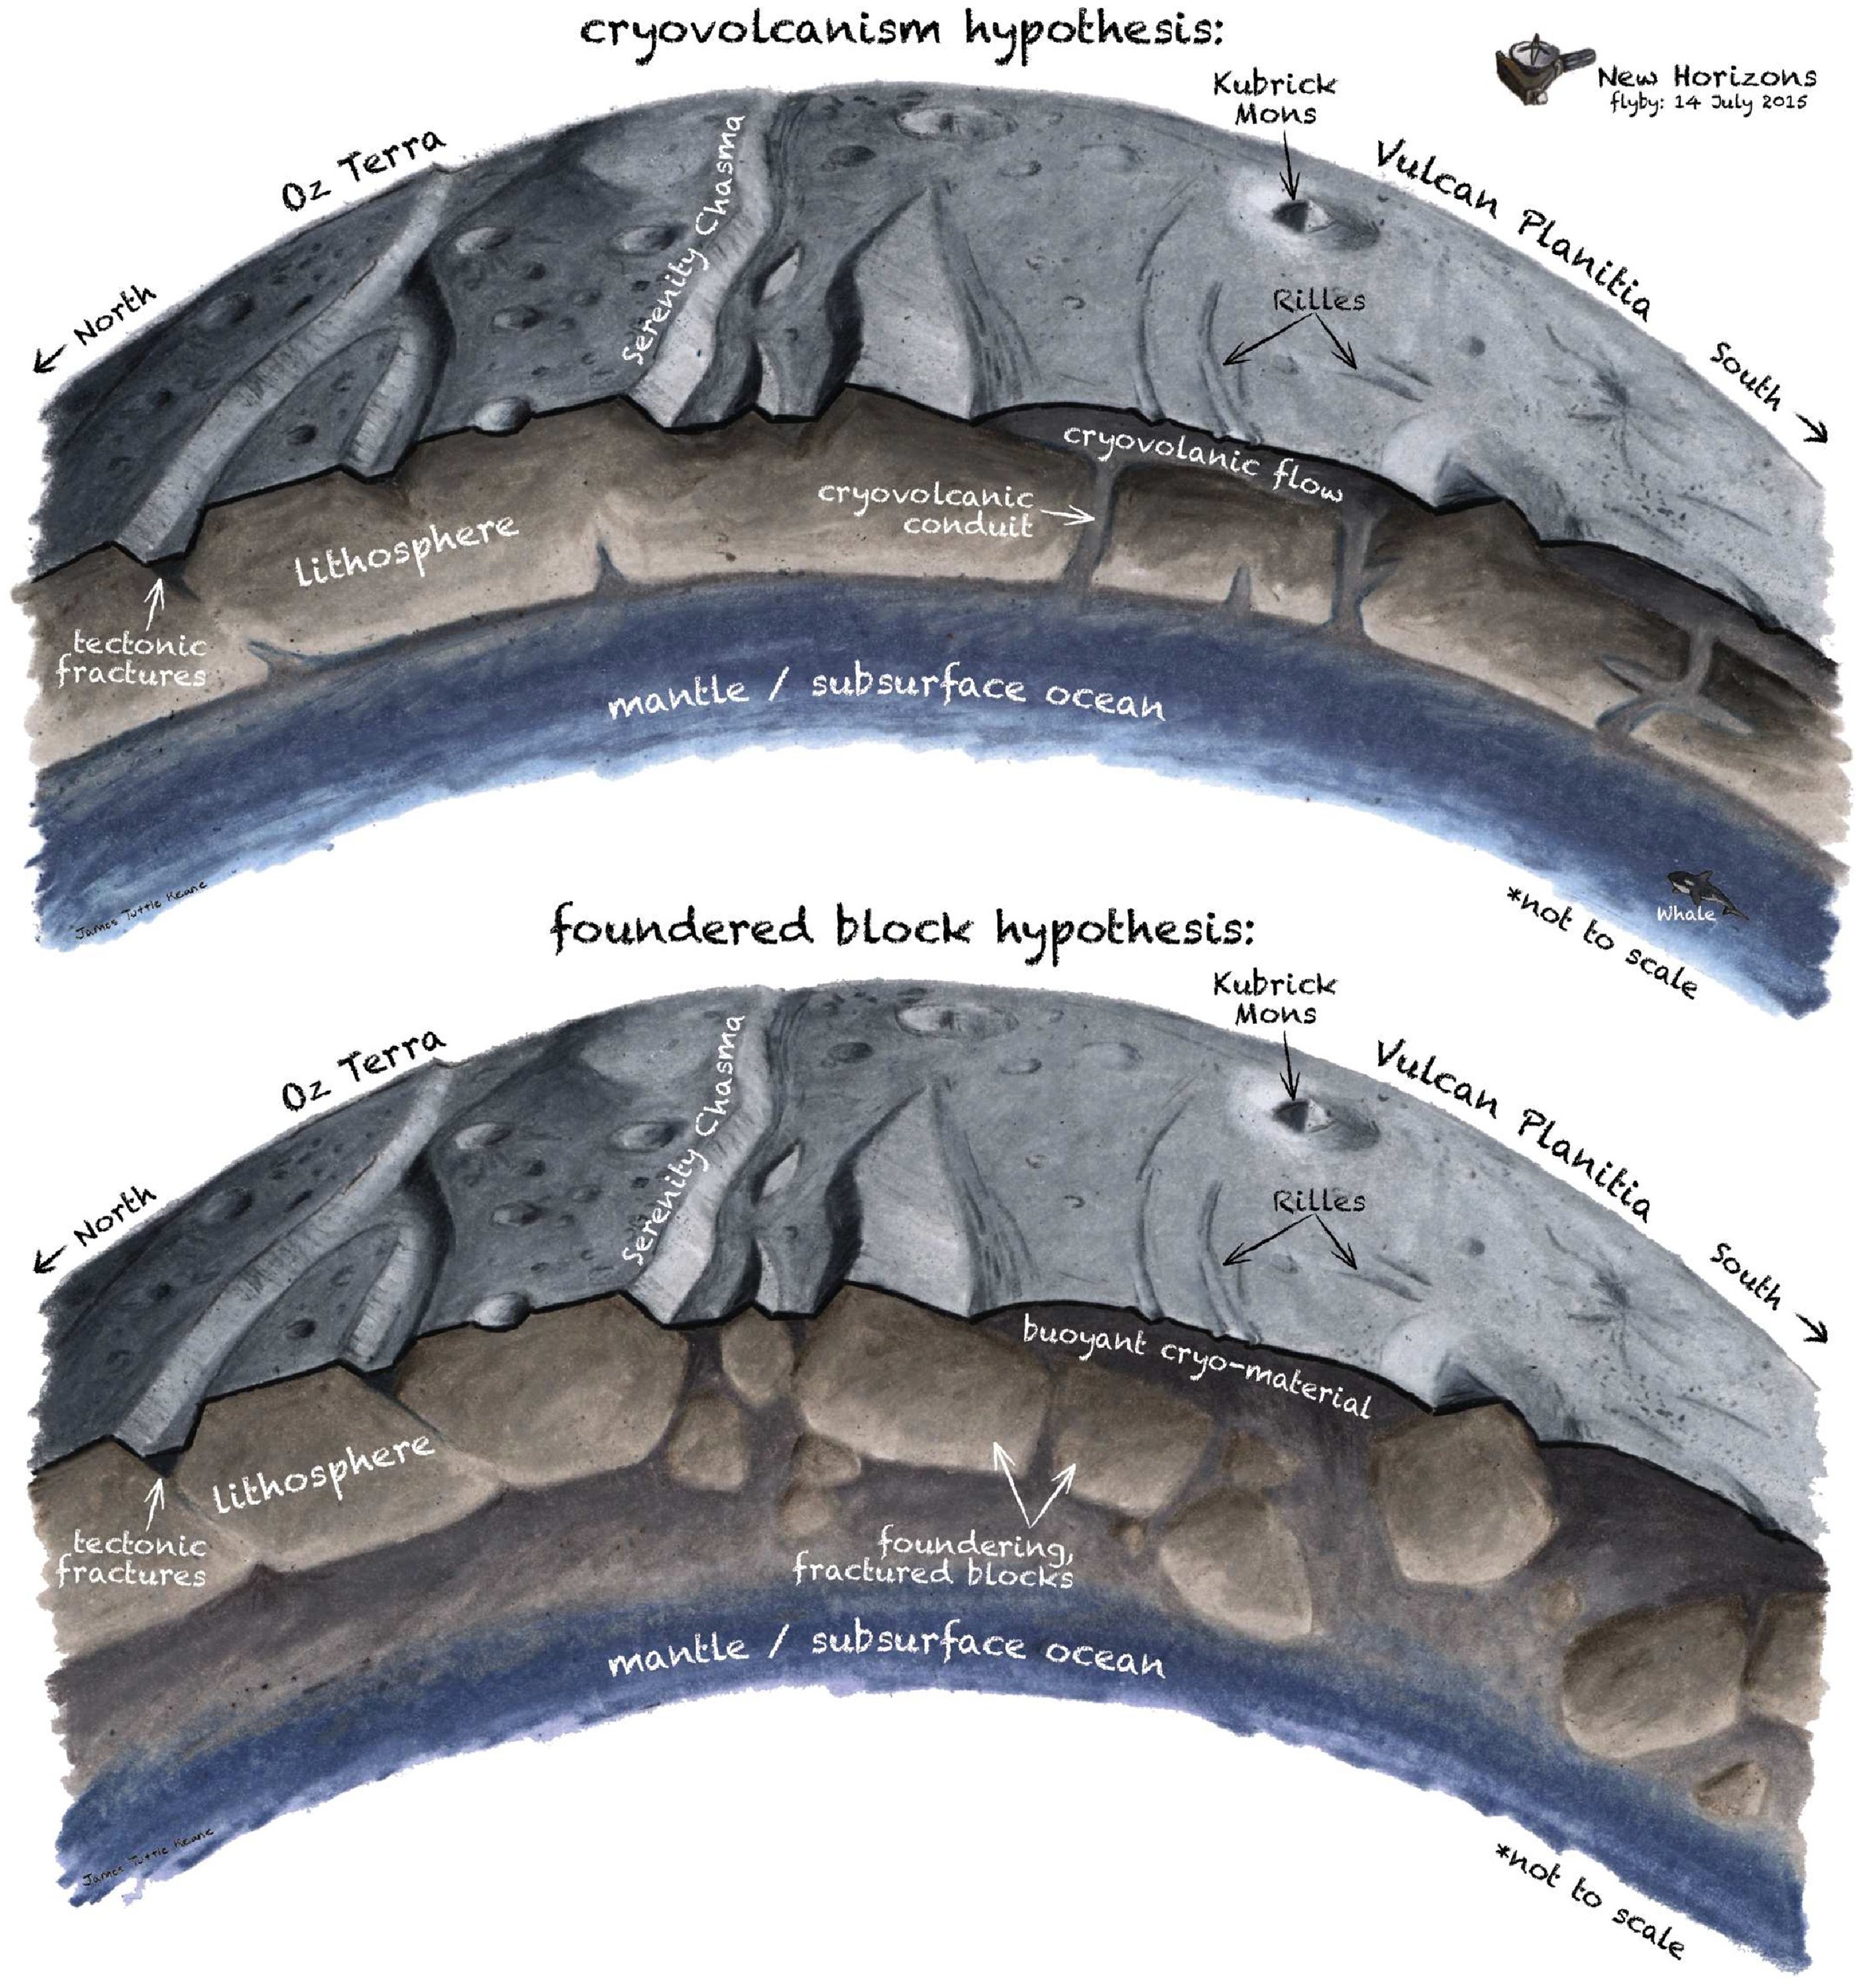 cryovolcanism hypothesis:
New Horizons
flyby: 14 July 2015
Kubrick
Mons
Oz Terra
Serenity Chasma
Vulcan Planitia
← North
Rilles
South →
cryovolanic flow
cryovolcanic
conduit
Lithosphere
tectonic
fractures
mantle / subsurface ocean
Whale
James Tuttle Keane
*not to scale
foundered block hypothesis:
Kubrick
Mons
Oz Terra
Serenity Chasma
Vulcan Planitia
← North
Rilles
South →
buoyant cryo-material
Lithosphere
tectonic
fractures
foundering,
fractured blocks
mantle / subsurface ocean
James Tuttle Keane
*not to scale